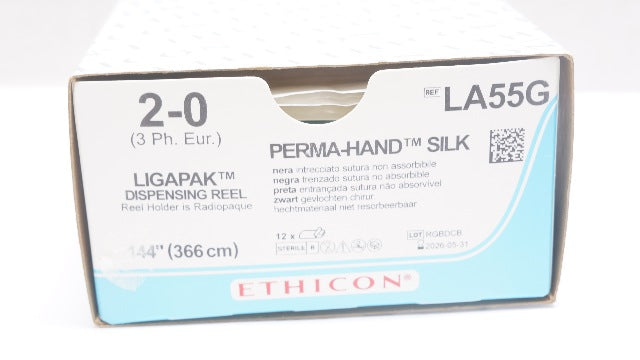 2-0
(3 Ph. Eur.)
LIGAPAK™
DISPENSING REEL
Reel Holder is Radiopaque
144" (366 cm)
REF LA55G
PERMA-HAND™ SILK
nera intrecciato sutura non assorbibile
negra trenzado sutura no absorbible
preta entrançada sutura não absorvível
zwart gevlochten chirur.
hechtmateriaal niet resorbeerbaar
12 x
STERILE R
LOT RGBDCB
2026-05-31
ETHICON®